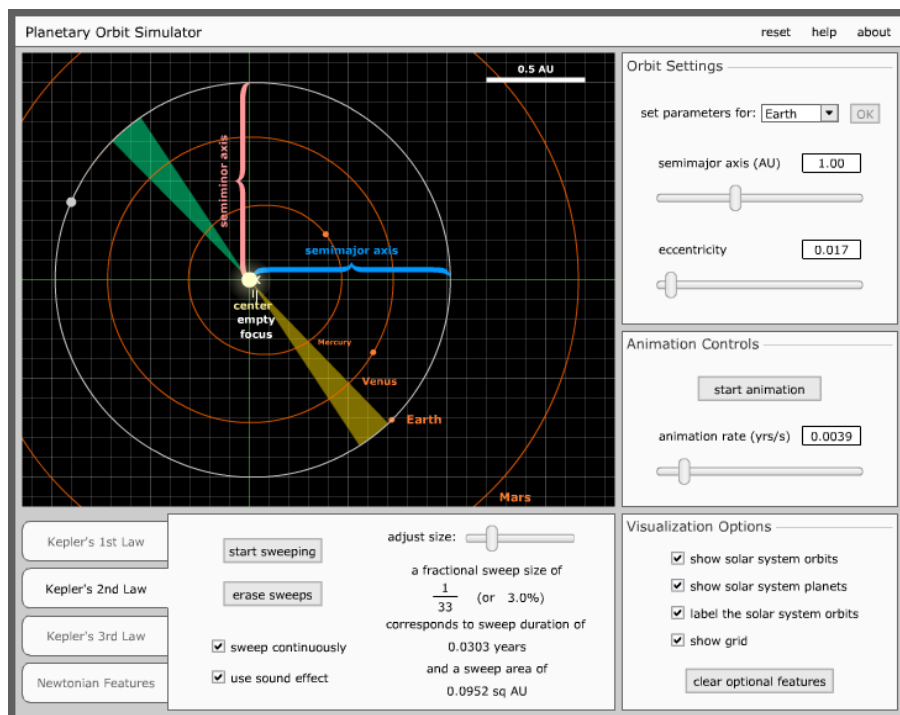 Planetary Orbit Simulator
reset help about
0.5 AU
semiminor axis
semimajor axis
center
empty
focus
Mercury
Venus
Earth
Mars
Orbit Settings
set parameters for: Earth OK
semimajor axis (AU) 1.00
eccentricity 0.017
Animation Controls
start animation
animation rate (yrs/s) 0.0039
Kepler's 1st Law
Kepler's 2nd Law
Kepler's 3rd Law
Newtonian Features
start sweeping
erase sweeps
sweep continuously
use sound effect
adjust size:
a fractional sweep size of
1
33 (or 3.0%)
corresponds to sweep duration of
0.0303 years
and a sweep area of
0.0952 sq AU
Visualization Options
show solar system orbits
show solar system planets
label the solar system orbits
show grid
clear optional features